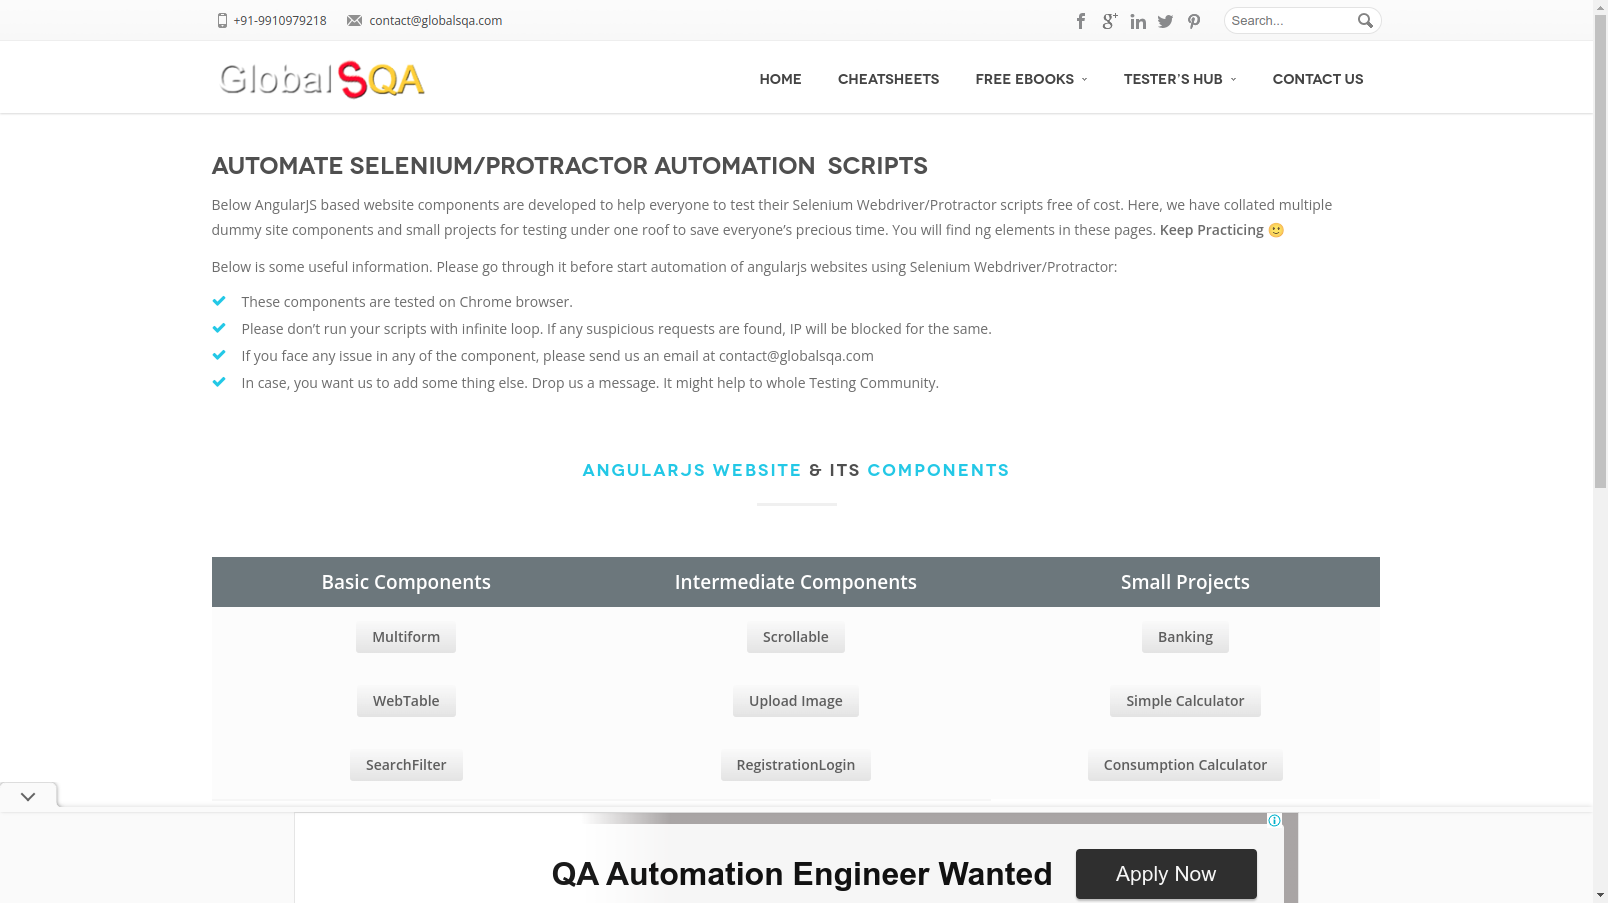 +91-9910979218
contact@globalsqa.com
Search...
GlobalSQA
HOME
CHEATSHEETS
FREE EBOOKS
TESTER'S HUB
CONTACT US
AUTOMATE SELENIUM/PROTRACTOR AUTOMATION  SCRIPTS
Below AngularJS based website components are developed to help everyone to test their Selenium Webdriver/Protractor scripts free of cost. Here, we have collated multiple
dummy site components and small projects for testing under one roof to save everyone's precious time. You will find ng elements in these pages. Keep Practicing 🙂
Below is some useful information. Please go through it before start automation of angularjs websites using Selenium Webdriver/Protractor:
These components are tested on Chrome browser.
Please don't run your scripts with infinite loop. If any suspicious requests are found, IP will be blocked for the same.
If you face any issue in any of the component, please send us an email at contact@globalsqa.com
In case, you want us to add some thing else. Drop us a message. It might help to whole Testing Community.
ANGULARJS WEBSITE & ITS COMPONENTS
Basic Components
Intermediate Components
Small Projects
Multiform
Scrollable
Banking
WebTable
Upload Image
Simple Calculator
SearchFilter
RegistrationLogin
Consumption Calculator
QA Automation Engineer Wanted
Apply Now